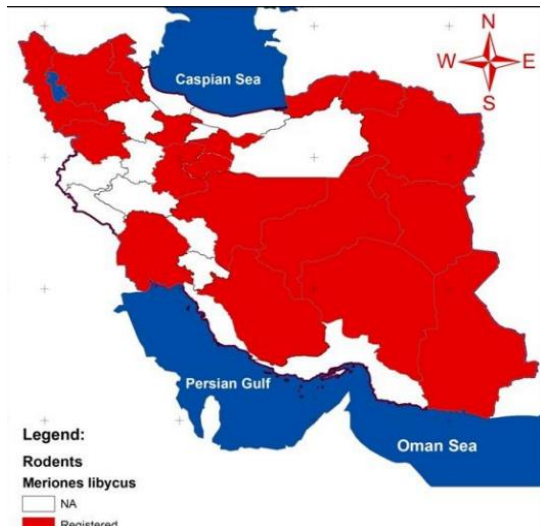 N
W E
S
Caspian Sea
Persian Gulf
Oman Sea
Legend:
Rodents
Meriones libycus
NA
Registered